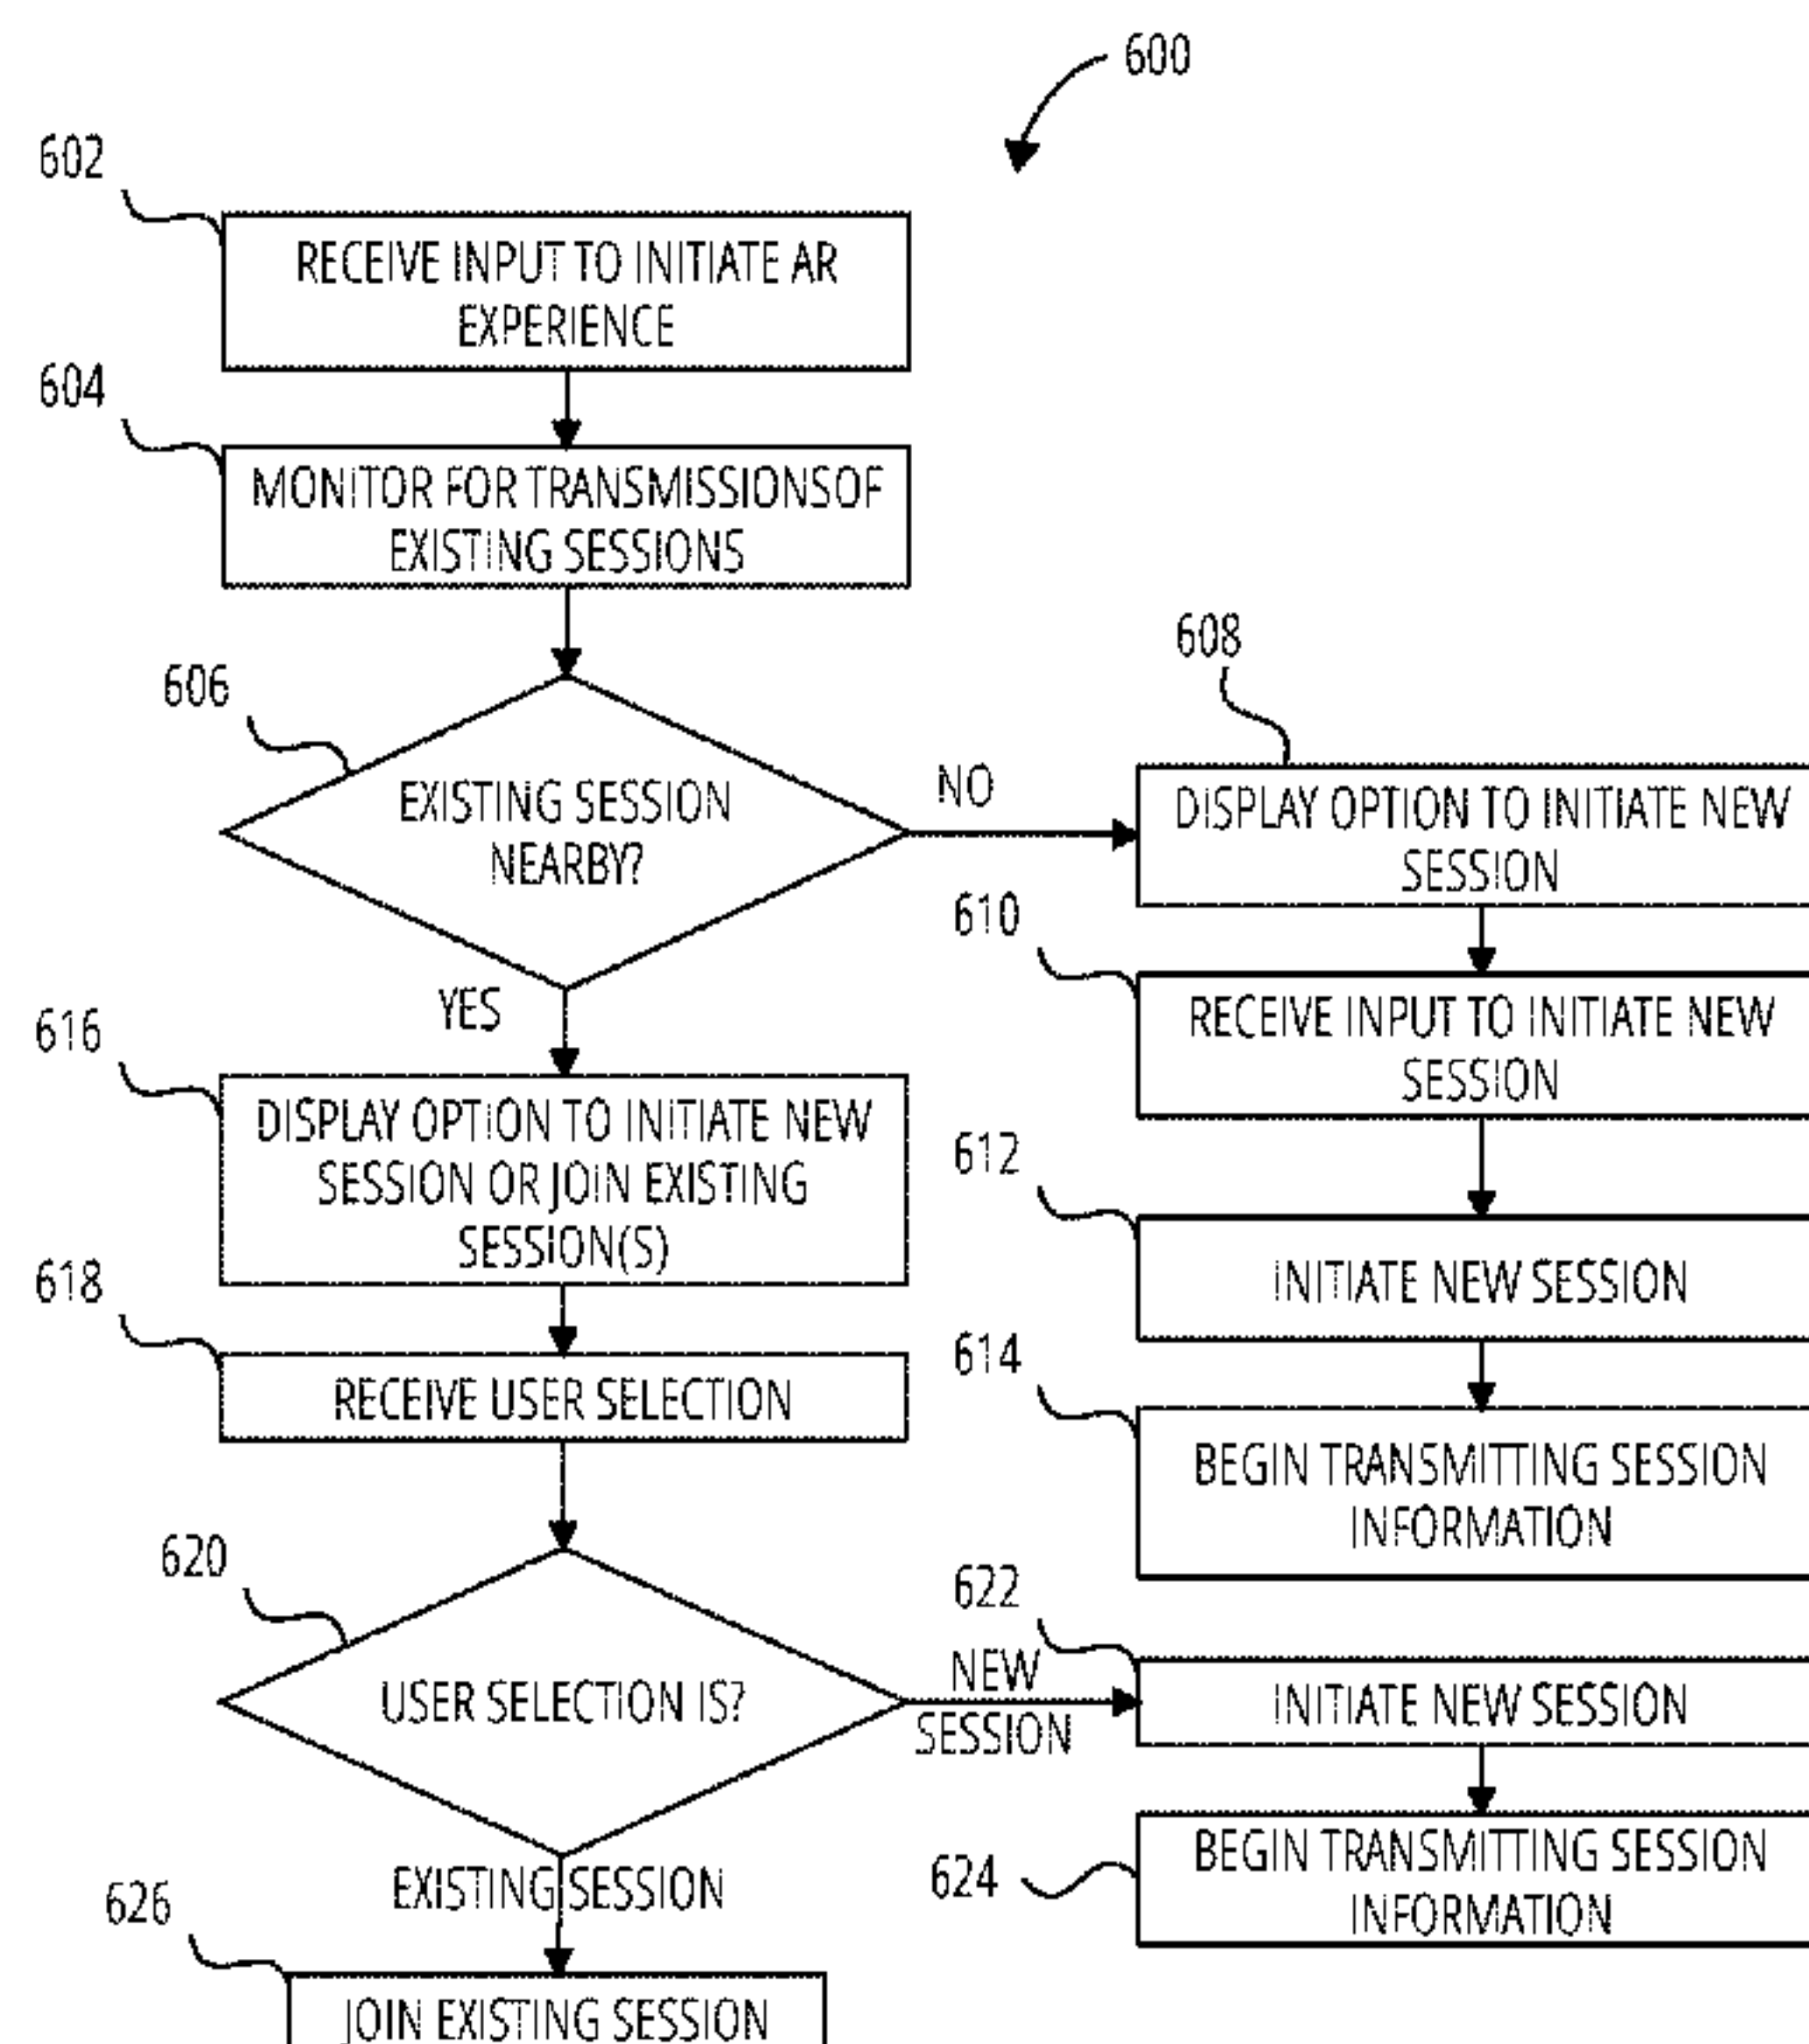 600
602
RECEIVE INPUT TO INITIATE AR
EXPERIENCE
604
MONITOR FOR TRANSMISSIONSOF
EXISTING SESSIONS
606
EXISTING SESSION
NEARBY?
NO
608
DISPLAY OPTION TO INITIATE NEW
SESSION
610
RECEIVE INPUT TO INITIATE NEW
SESSION
612
INITIATE NEW SESSION
614
BEGIN TRANSMITTING SESSION
INFORMATION
YES
616
DISPLAY OPTION TO INITIATE NEW
SESSION OR JOIN EXISTING
SESSION(S)
618
RECEIVE USER SELECTION
620
USER SELECTION IS?
NEW
SESSION
622
INITIATE NEW SESSION
624
BEGIN TRANSMITTING SESSION
INFORMATION
EXISTING SESSION
626
JOIN EXISTING SESSION